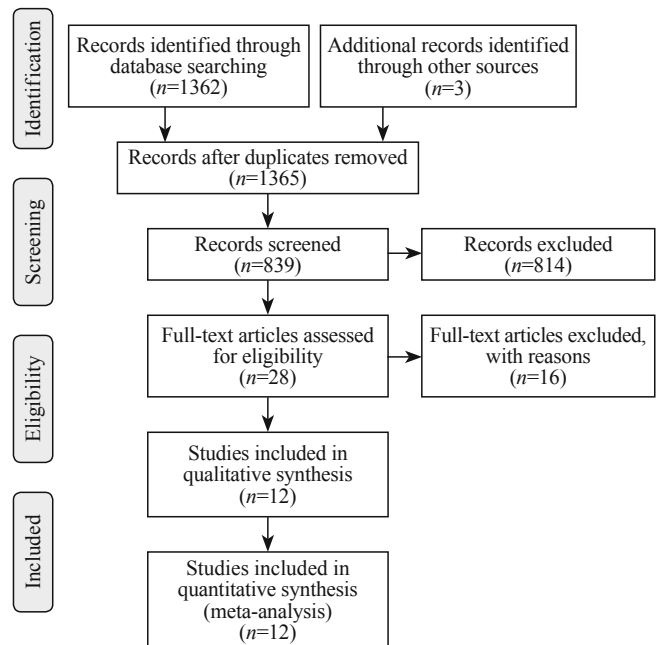 Identification
Records identified through
database searching
(n=1362)
Additional records identified
through other sources
(n=3)
Records after duplicates removed
(n=1365)
Screening
Records screened
(n=839)
Records excluded
(n=814)
Eligibility
Full-text articles assessed
for eligibility
(n=28)
Full-text articles excluded,
with reasons
(n=16)
Studies included in
qualitative synthesis
(n=12)
Included
Studies included in
quantitative synthesis
(meta-analysis)
(n=12)